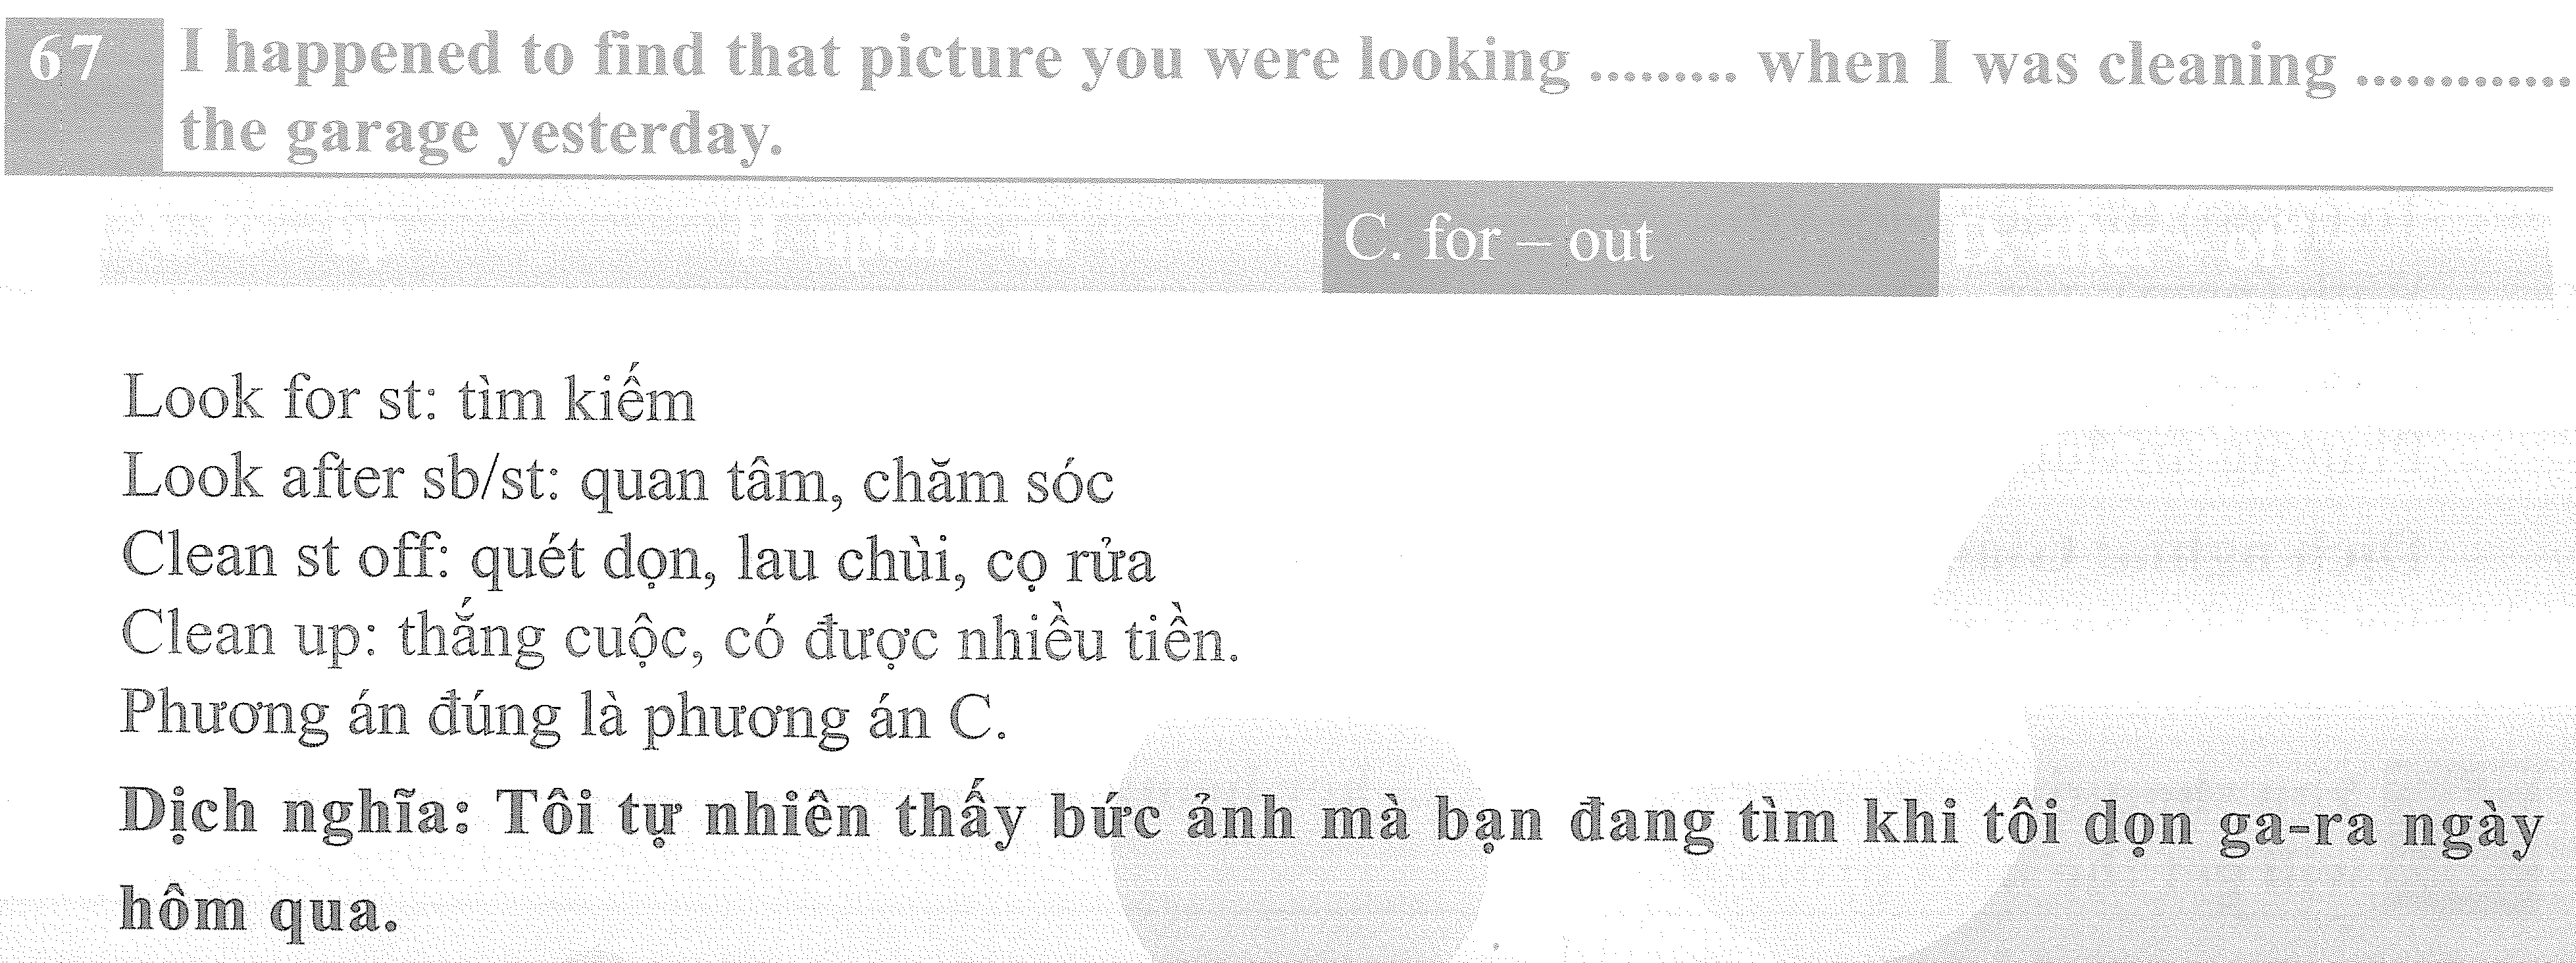 67 I happened to find that picture you were looking ......... when I was cleaning .............
the garage yesterday.
B. upon – in C. for – out D. after – off
Look for st: tìm kiếm
Look after sb/st: quan tâm, chăm sóc
Clean st off: quét dọn, lau chùi, cọ rửa
Clean up: thắng cuộc, có được nhiều tiền.
Phương án đúng là phương án C.
Dịch nghĩa: Tôi tự nhiên thấy bức ảnh mà bạn đang tìm khi tôi dọn ga-ra ngày
hôm qua.